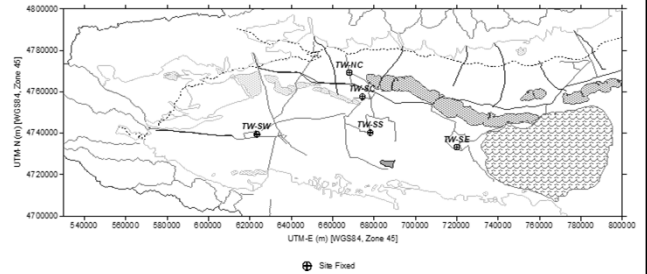 4800000
4780000
TW-NC
TW-SC
4760000
TW-SW
TW-SS
4740000
TW-SE
4720000
4700000
UTM-N (m) [WGS84, Zone 45]
540000 560000 580000 600000 620000 640000 660000 680000 700000 720000 740000 760000 780000 800000
UTM-E (m) [WGS84, Zone 45]
Site Fixed